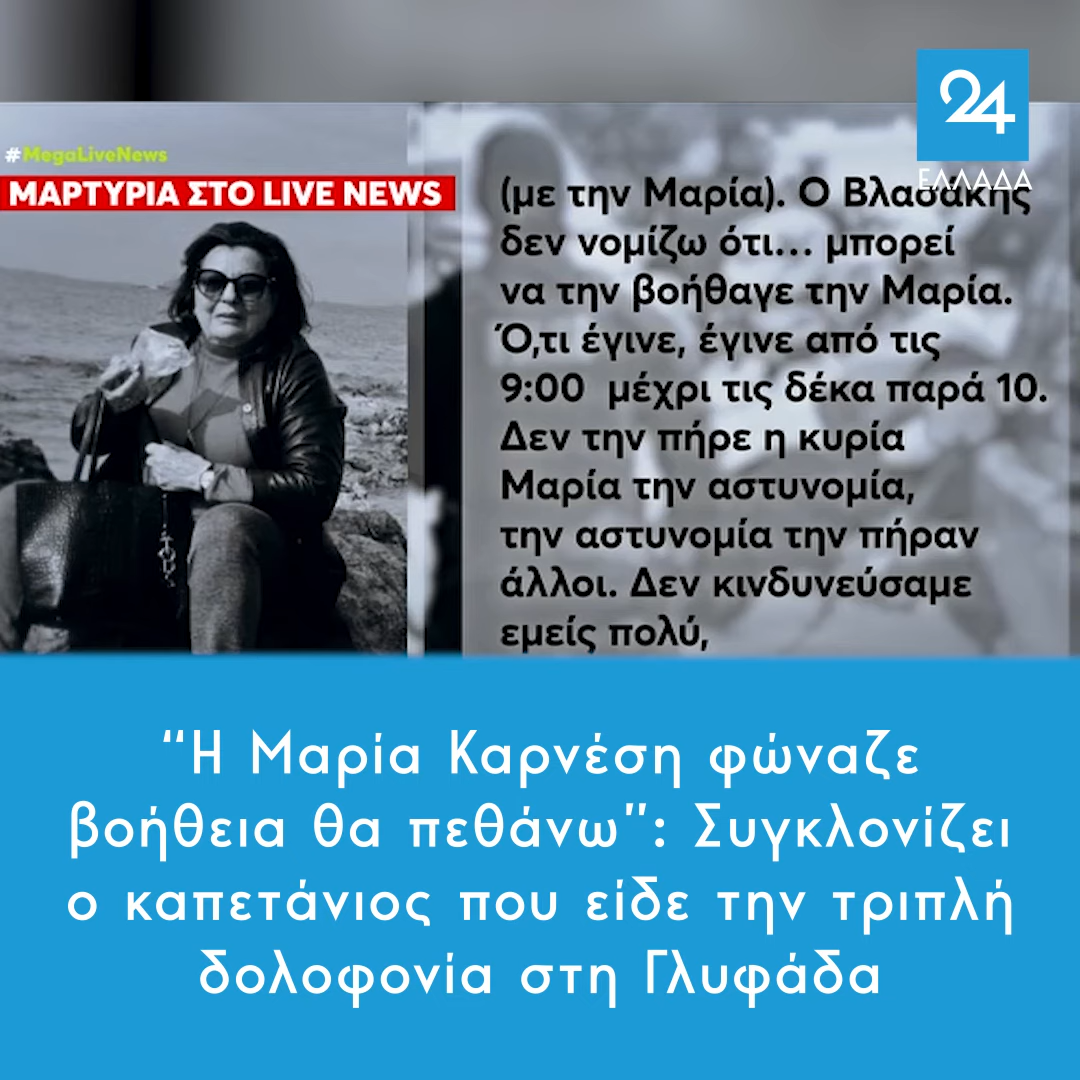 24
ΕΛΛΑΔΑ
#MegaLiveNews
ΜΑΡΤΥΡΙΑ ΣΤΟ LIVE NEWS
(με την Μαρία). Ο Βλασάκης
δεν νομίζω ότι... μπορεί
να την βοήθαγε την Μαρία.
Ό,τι έγινε, έγινε από τις
9:00 μέχρι τις δέκα παρά 10.
Δεν την πήρε η κυρία
Μαρία την αστυνομία,
την αστυνομία την πήραν
άλλοι. Δεν κινδυνεύσαμε
εμείς πολύ,
“Η Μαρία Καρνέση φώναζε
βοήθεια θα πεθάνω”: Συγκλονίζει
ο καπετάνιος που είδε την τριπλή
δολοφονία στη Γλυφάδα